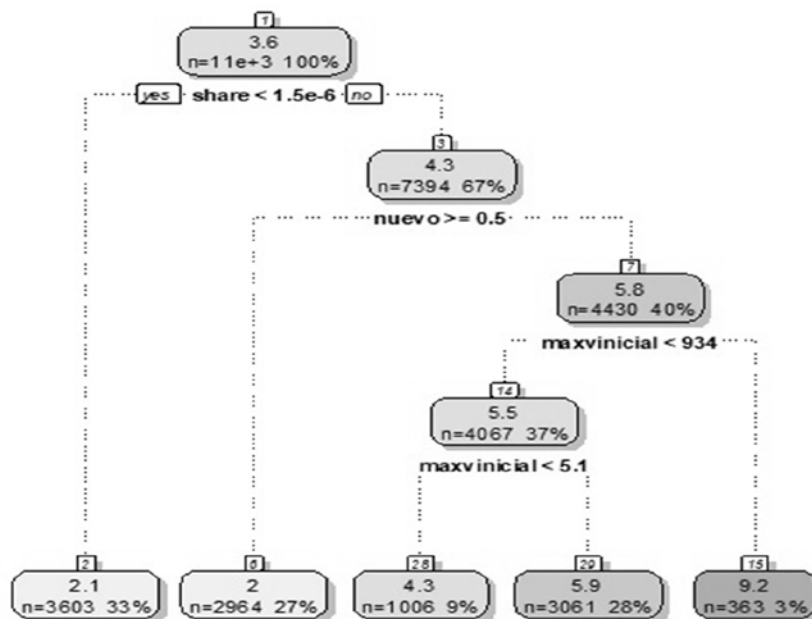 1
3.6
n=11e+3 100%
yes share < 1.5e-6 no
3
4.3
n=7394 67%
nuevo >= 0.5
7
5.8
n=4430 40%
maxvinicial < 934
14
5.5
n=4067 37%
maxvinicial < 5.1
2 6 28 29 15
2.1 2 4.3 5.9 9.2
n=3603 33% n=2964 27% n=1006 9% n=3061 28% n=363 3%